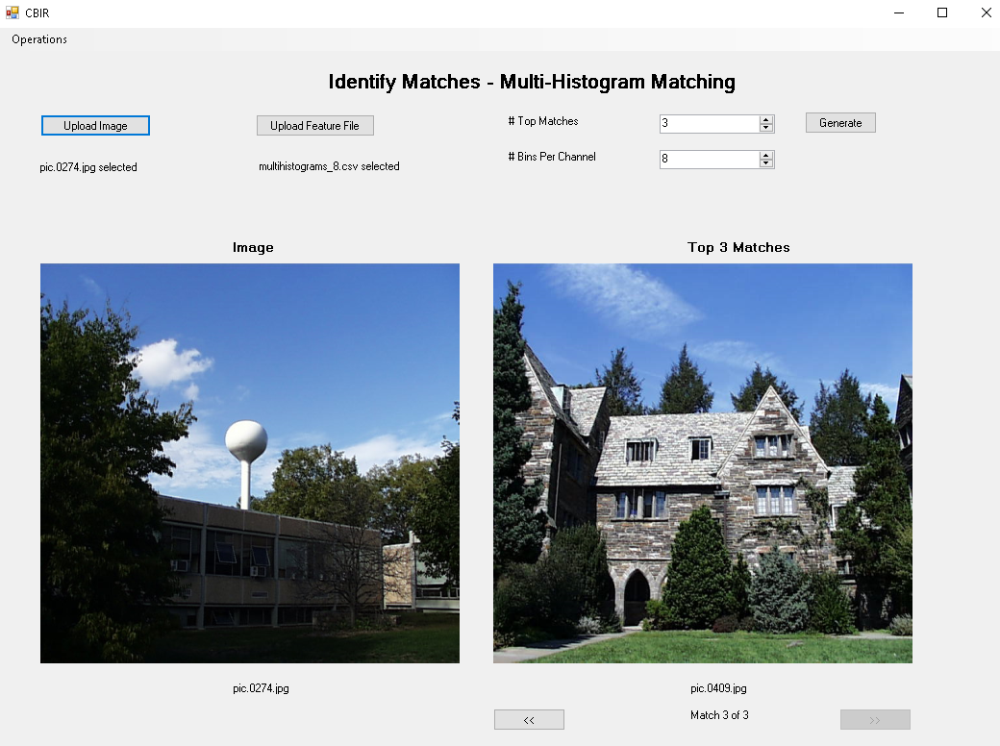 CBIR
Operations
Identify Matches - Multi-Histogram Matching
Upload Image
Upload Feature File
# Top Matches
3
Generate
# Bins Per Channel
8
pic.0274.jpg selected
multihistograms_8.csv selected
Image
Top 3 Matches
pic.0274.jpg
pic.0409.jpg
<<
Match 3 of 3
>>